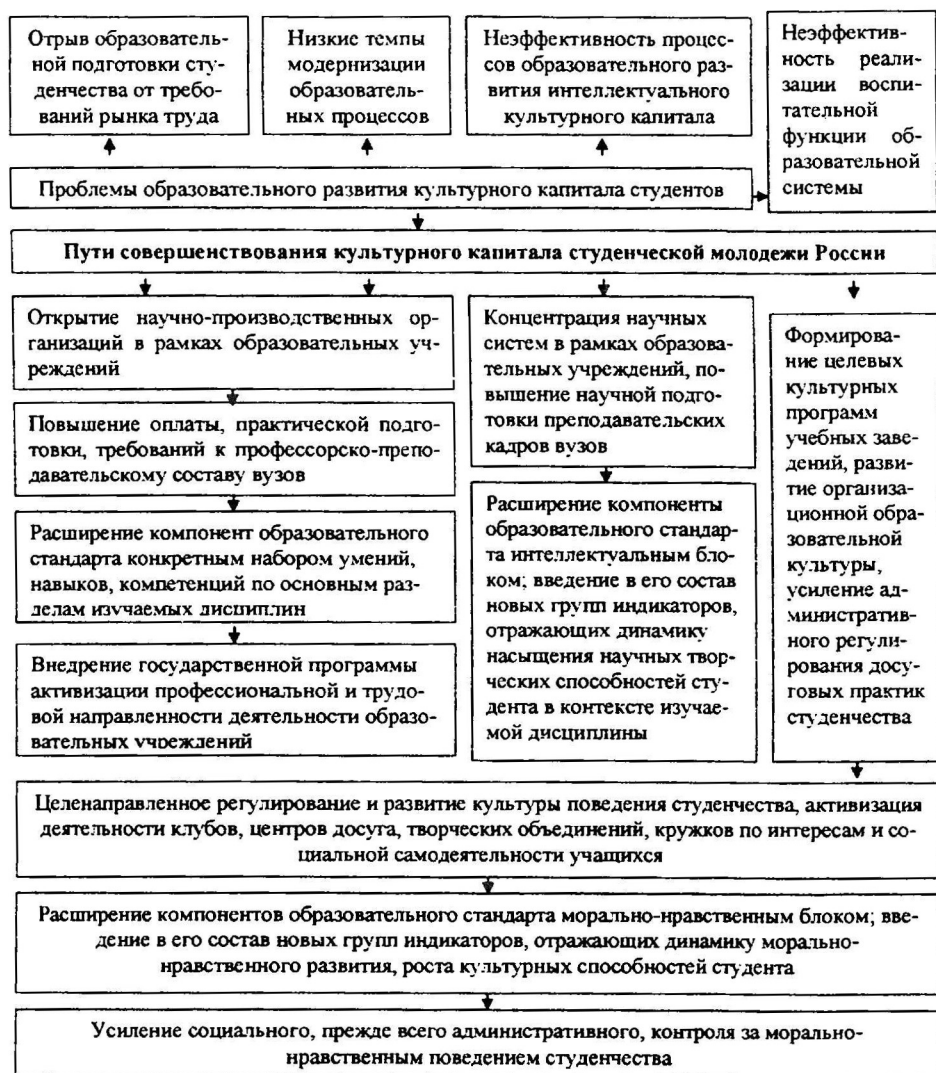 Отрыв образователь-
ной подготовки сту-
денчества от требо-
ваний рынка труда
Низкие темпы
модернизации
образователь-
ных процессов
Неэффективность процес-
сов образовательного раз-
вития интеллектуального
культурного капитала
Неэффектив-
ность реали-
зации воспи-
тательной
функции об-
разовательной
системы
Проблемы образовательного развития культурного капитала студентов
Пути совершенствования культурного капитала студенческой молодежи России
Открытие научно-производственных ор-
ганизаций в рамках образовательных уч-
реждений
Повышение оплаты, практической подго-
товки, требований к профессорско-препо-
давательскому составу вузов
Расширение компонент образовательного
стандарта конкретным набором умений,
навыков, компетенций по основным раз-
делам изучаемых дисциплин
Внедрение государственной программы
активизации профессиональной и трудо-
вой направленности деятельности образо-
вательных учреждений
Концентрация научных
систем в рамках образова-
тельных учреждений, по-
вышение научной подго-
товки преподавательских
кадров вузов
Расширение компоненты
образовательного стандар-
та интеллектуальным бло-
ком; введение в его состав
новых групп индикаторов,
отражающих динамику
насыщения научных твор-
ческих способностей сту-
дента в контексте изучае-
мой дисциплины
Формирова-
ние целевых
культурных
программ
учебных заве-
дений, разви-
тие организа-
ционной обра-
зовательной
культуры,
усиление ад-
министратив-
ного регули-
рования досу-
говых практик
студенчества
Целенаправленное регулирование и развитие культуры поведения студенчества, активизация
деятельности клубов, центров досуга, творческих объединений, кружков по интересам и со-
циальной самодеятельности учащихся
Расширение компонентов образовательного стандарта морально-нравственным блоком; вве-
дение в его состав новых групп индикаторов, отражающих динамику морально-
нравственного развития, роста культурных способностей студента
Усиление социального, прежде всего административного, контроля за морально-
нравственным поведением студенчества